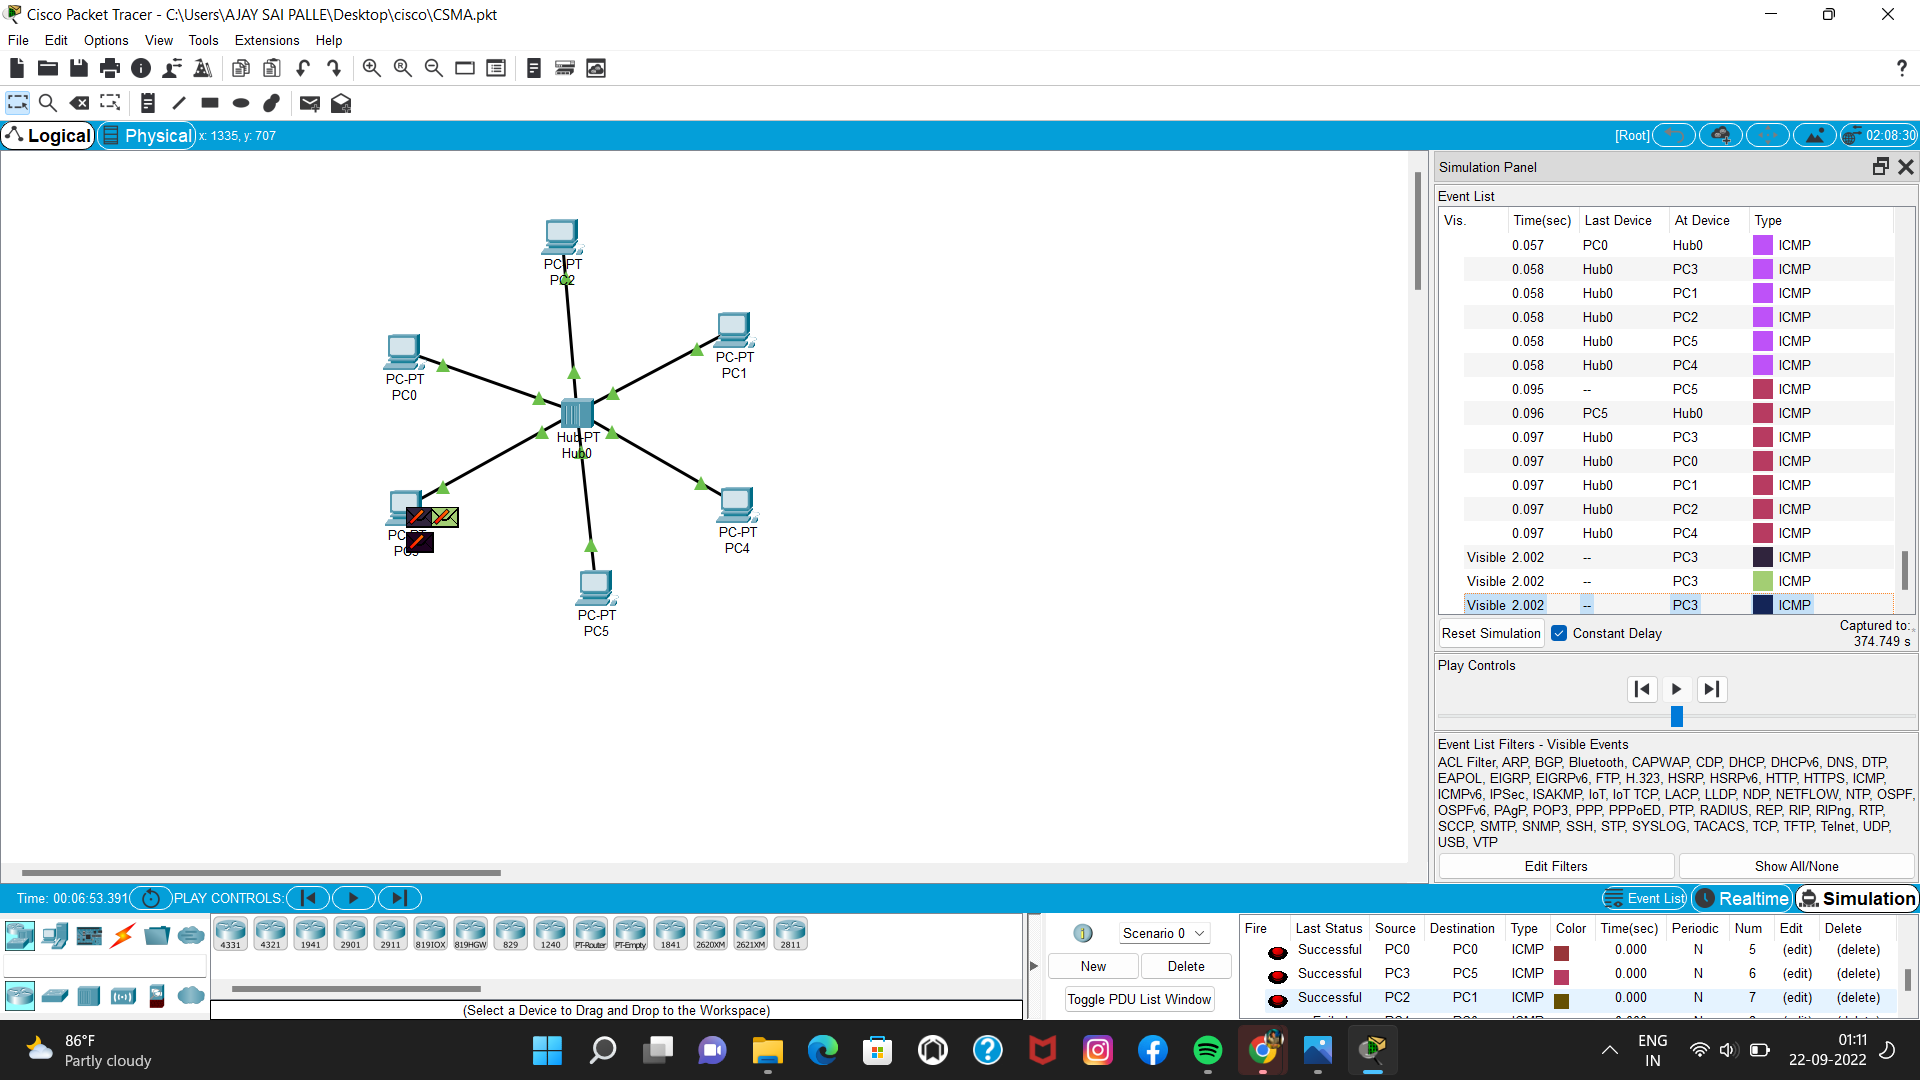 Cisco Packet Tracer - C:\Users\AJAY SAI PALLE\Desktop\cisco\CSMA.pkt
File Edit Options View Tools Extensions Help
Logical Physical x: 1335, y: 707 [Root] 02:08:30
PC-PT
PC2
PC-PT
PC1
PC-PT
PC0
Hub-PT
Hub0
PC-PT
PC4
PC-PT
PC5
Simulation Panel
Event List
Vis. Time(sec) Last Device At Device Type
0.057 PC0 Hub0 ICMP
0.058 Hub0 PC3 ICMP
0.058 Hub0 PC1 ICMP
0.058 Hub0 PC2 ICMP
0.058 Hub0 PC5 ICMP
0.058 Hub0 PC4 ICMP
0.095 -- PC5 ICMP
0.096 PC5 Hub0 ICMP
0.097 Hub0 PC3 ICMP
0.097 Hub0 PC0 ICMP
0.097 Hub0 PC1 ICMP
0.097 Hub0 PC2 ICMP
0.097 Hub0 PC4 ICMP
Visible 2.002 -- PC3 ICMP
Visible 2.002 -- PC3 ICMP
Visible 2.002 -- PC3 ICMP
Reset Simulation Constant Delay Captured to:
374.749 s
Play Controls
Event List Filters - Visible Events
ACL Filter, ARP, BGP, Bluetooth, CAPWAP, CDP, DHCP, DHCPv6, DNS, DTP,
EAPOL, EIGRP, EIGRPv6, FTP, H.323, HSRP, HSRPv6, HTTP, HTTPS, ICMP,
ICMPv6, IPSec, ISAKMP, IoT, IoT TCP, LACP, LLDP, NDP, NETFLOW, NTP, OSPF,
OSPFv6, PAgP, POP3, PPP, PPPoED, PTP, RADIUS, REP, RIP, RIPng, RTP,
SCCP, SMTP, SNMP, SSH, STP, SYSLOG, TACACS, TCP, TFTP, Telnet, UDP,
USB, VTP
Edit Filters Show All/None
Time: 00:06:53.391 PLAY CONTROLS: Event List Realtime Simulation
4331 4321 1941 2901 2911 819IOX 819HGW 829 1240 PT-Router PT-Empty 1841 2620XM 2621XM 2811
(Select a Device to Drag and Drop to the Workspace)
Scenario 0
New Delete
Toggle PDU List Window
Fire Last Status Source Destination Type Color Time(sec) Periodic Num Edit Delete
Successful PC0 PC0 ICMP 0.000 N 5 (edit) (delete)
Successful PC3 PC5 ICMP 0.000 N 6 (edit) (delete)
Successful PC2 PC1 ICMP 0.000 N 7 (edit) (delete)
86°F
Partly cloudy
ENG
IN
01:11
22-09-2022